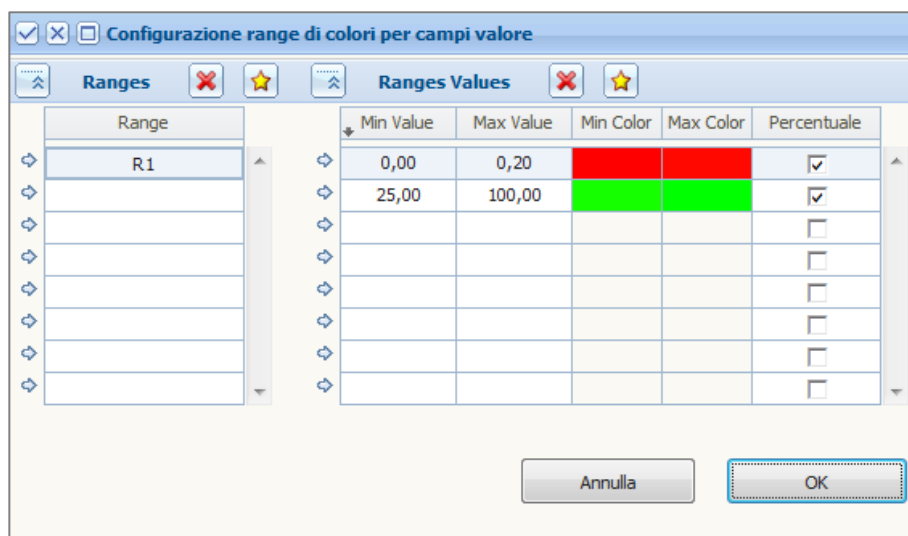 Configurazione range di colori per campi valore
Ranges Ranges Values
Range Min Value Max Value Min Color Max Color Percentuale
R1 0,00 0,20
25,00 100,00
Annulla OK